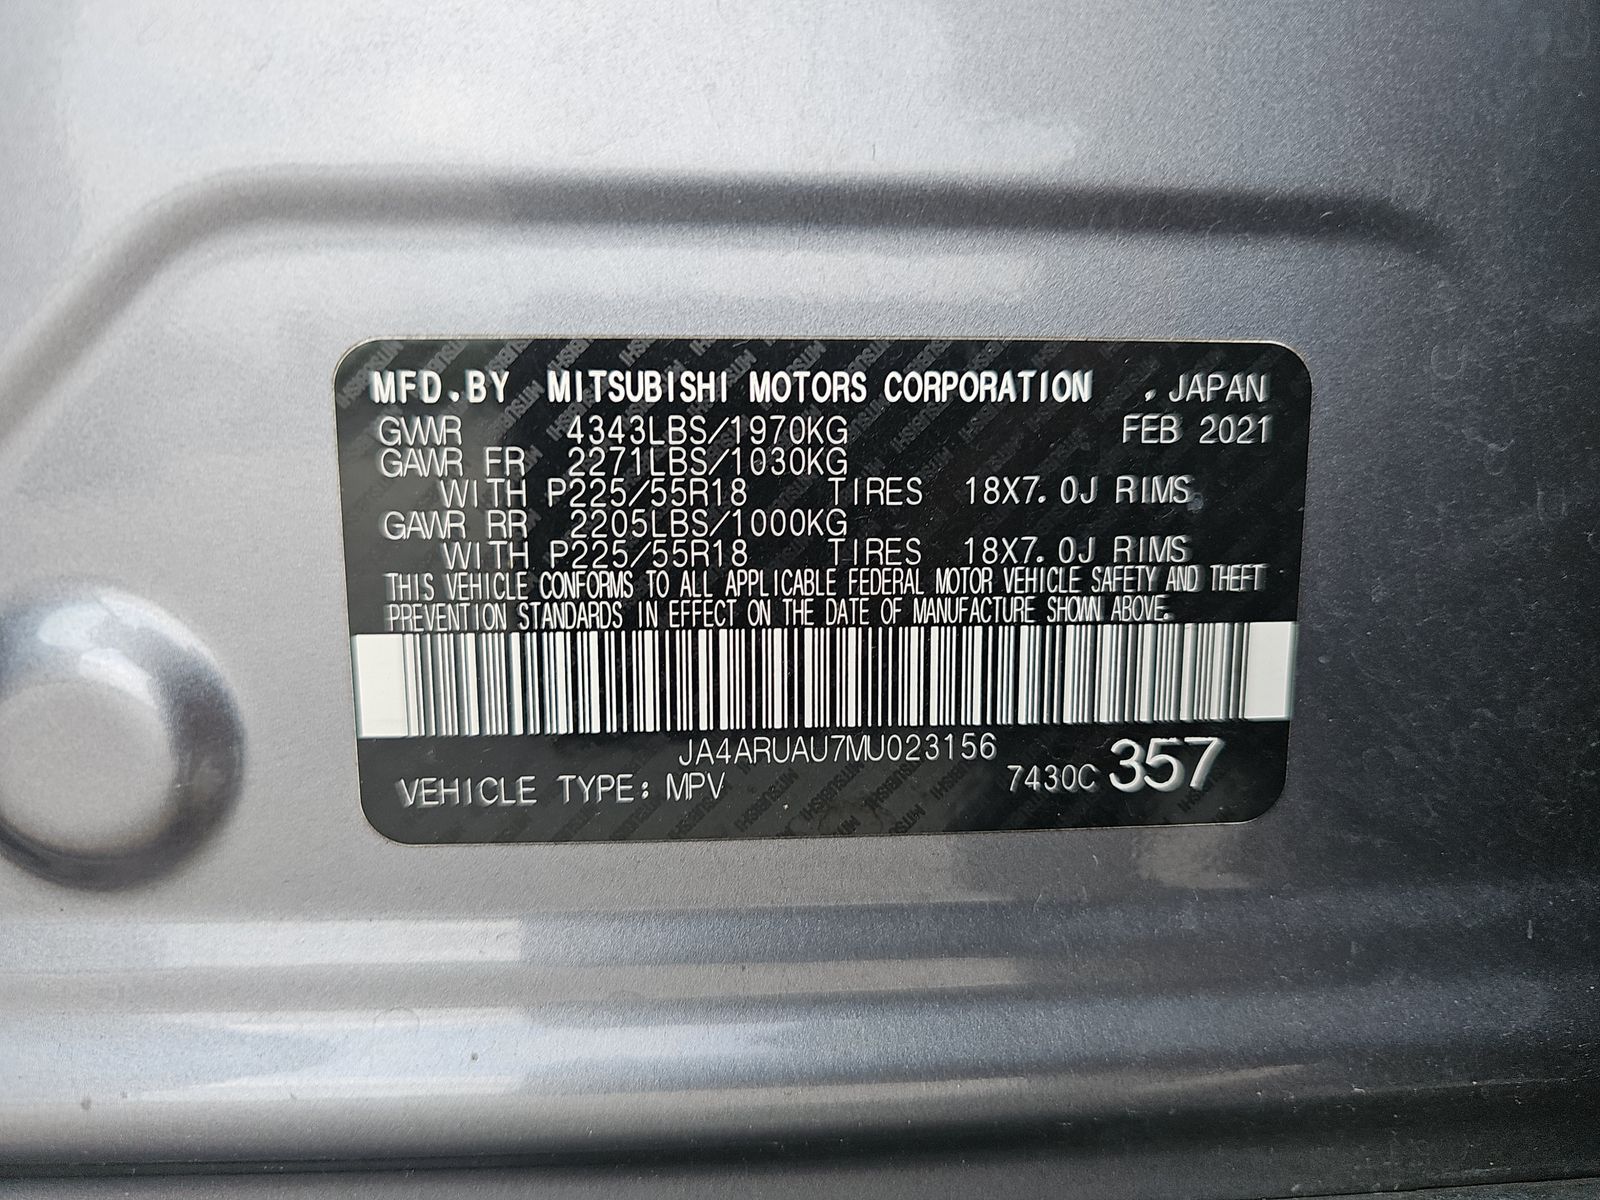 MFD.BY MITSUBISHI MOTORS CORPORATION , JAPAN
GVWR 4343LBS/1970KG FEB 2021
GAWR FR 2271LBS/1030KG
WITH P225/55R18 TIRES 18X7.0J RIMS
GAWR RR 2205LBS/1000KG
WITH P225/55R18 TIRES 18X7.0J RIMS
THIS VEHICLE CONFORMS TO ALL APPLICABLE FEDERAL MOTOR VEHICLE SAFETY AND THEFT
PREVENTION STANDARDS IN EFFECT ON THE DATE OF MANUFACTURE SHOWN ABOVE.
JA4ARUAU7MU023156
VEHICLE TYPE: MPV 7430C 357